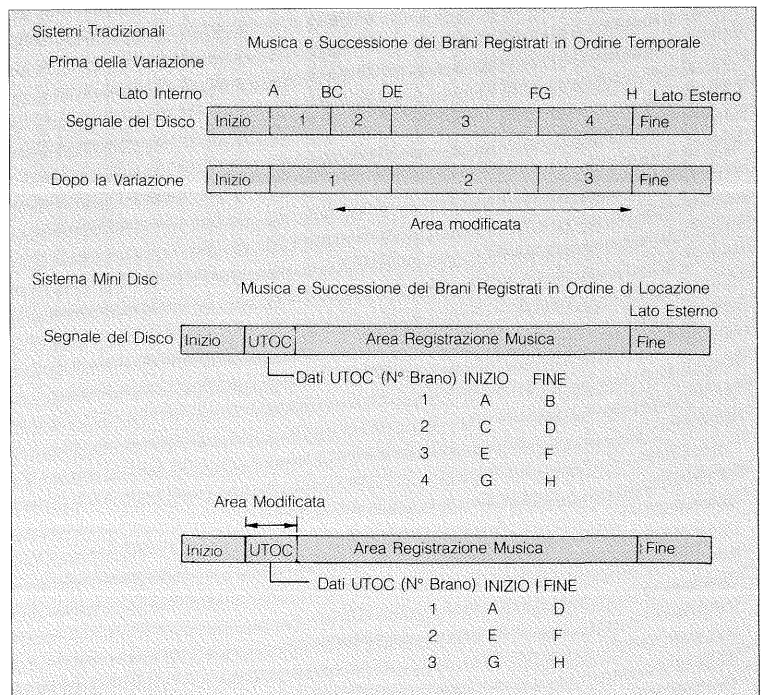 Sistemi Tradizionali
Musica e Successione dei Brani Registrati in Ordine Temporale
Prima della Variazione
Lato Interno A BC DE FG H Lato Esterno
Segnale del Disco Inizio 1 2 3 4 Fine
Dopo la Variazione Inizio 1 2 3 Fine
Area modificata
Sistema Mini Disc
Musica e Successione dei Brani Registrati in Ordine di Locazione
Lato Esterno
Segnale del Disco Inizio UTOC Area Registrazione Musica Fine
Dati UTOC (N° Brano) INIZIO FINE
1 A B
2 C D
3 E F
4 G H
Area Modificata
Inizio UTOC Area Registrazione Musica Fine
Dati UTOC (N° Brano) INIZIO FINE
1 A D
2 E F
3 G H